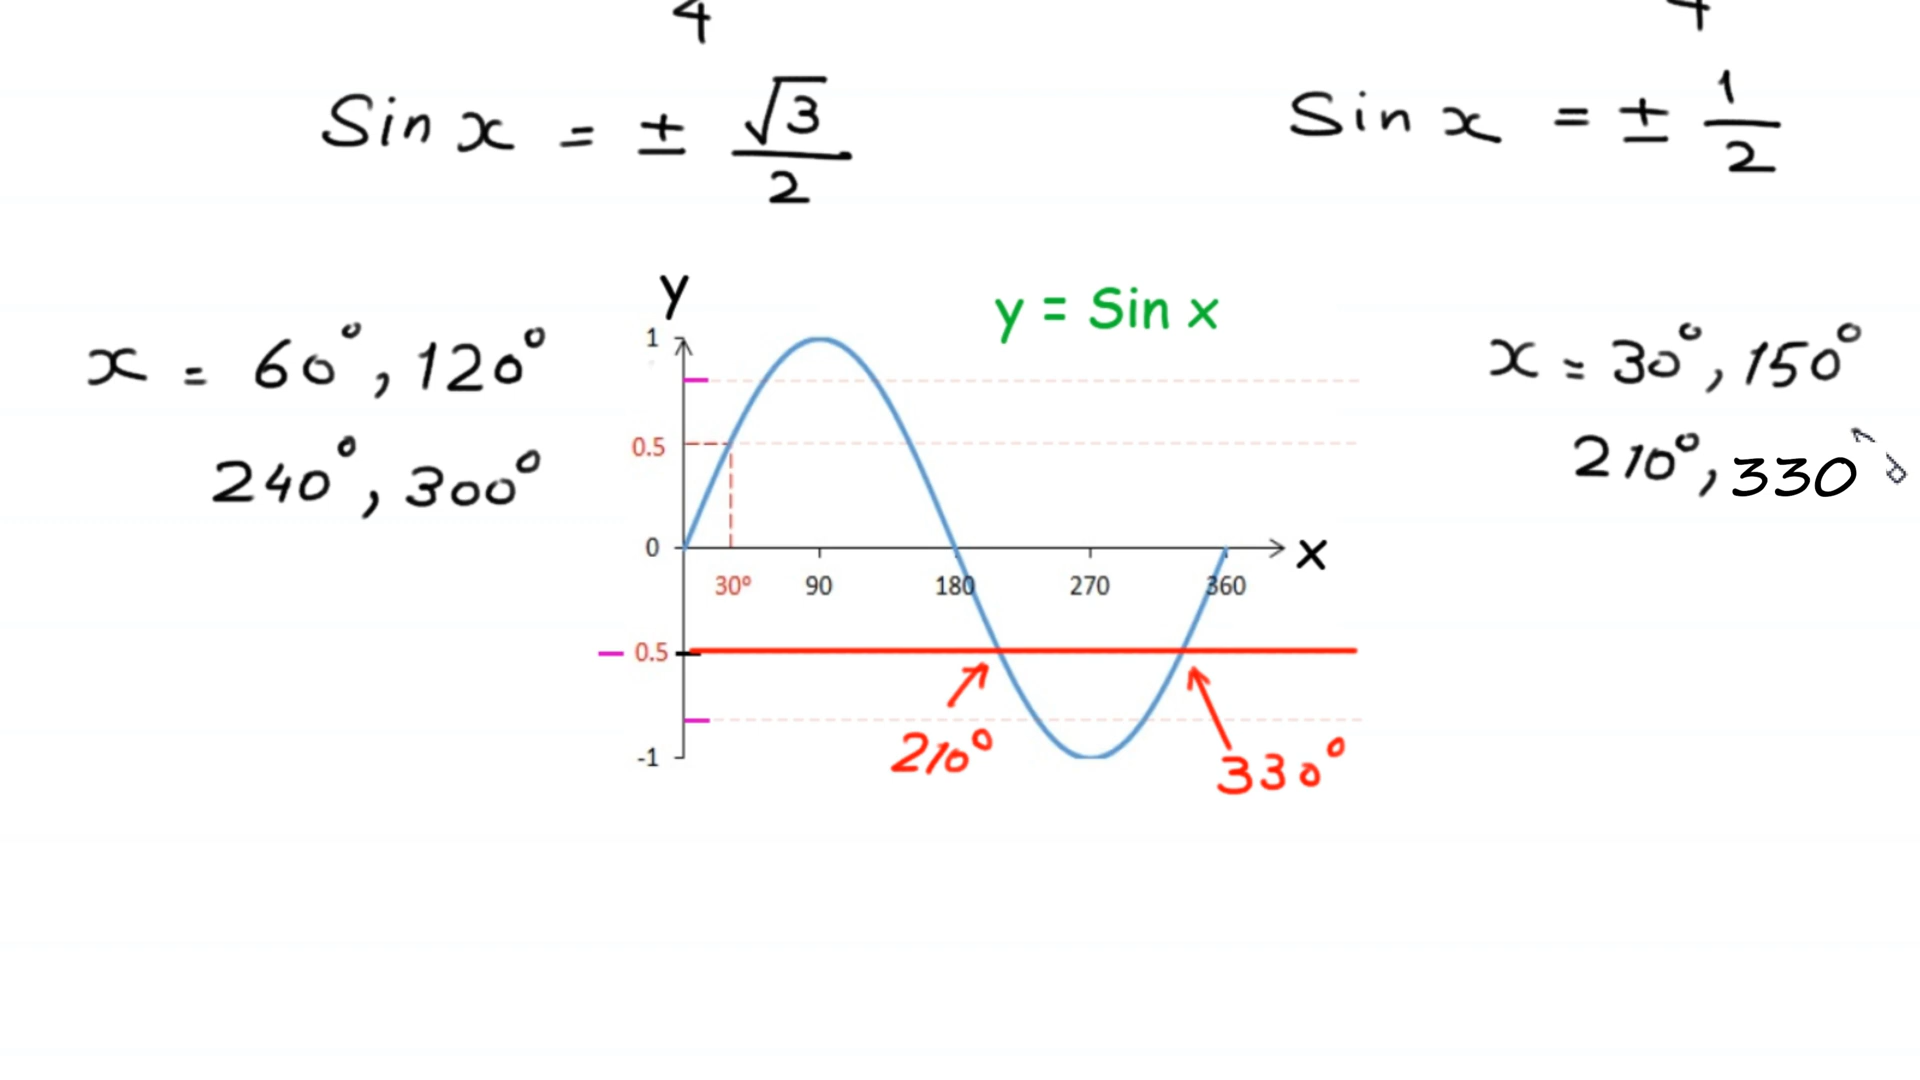 4
4
Sin x = ± √3/2
Sin x = ± 1/2
y
y = Sin x
1
x = 60°, 120°
x = 30°, 150°
0.5
240°, 300°
210°, 330
0
x
30º 90 180 270 360
– 0.5
210°
330°
-1